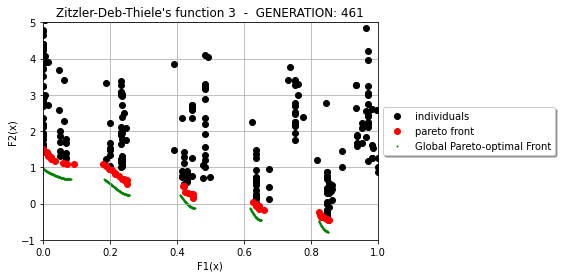 Zitzler-Deb-Thiele's function 3 - GENERATION: 461
5
4
3
2
1
0
−1
F2(x)
0.0 0.2 0.4 0.6 0.8 1.0
F1(x)
individuals
pareto front
Global Pareto-optimal Front